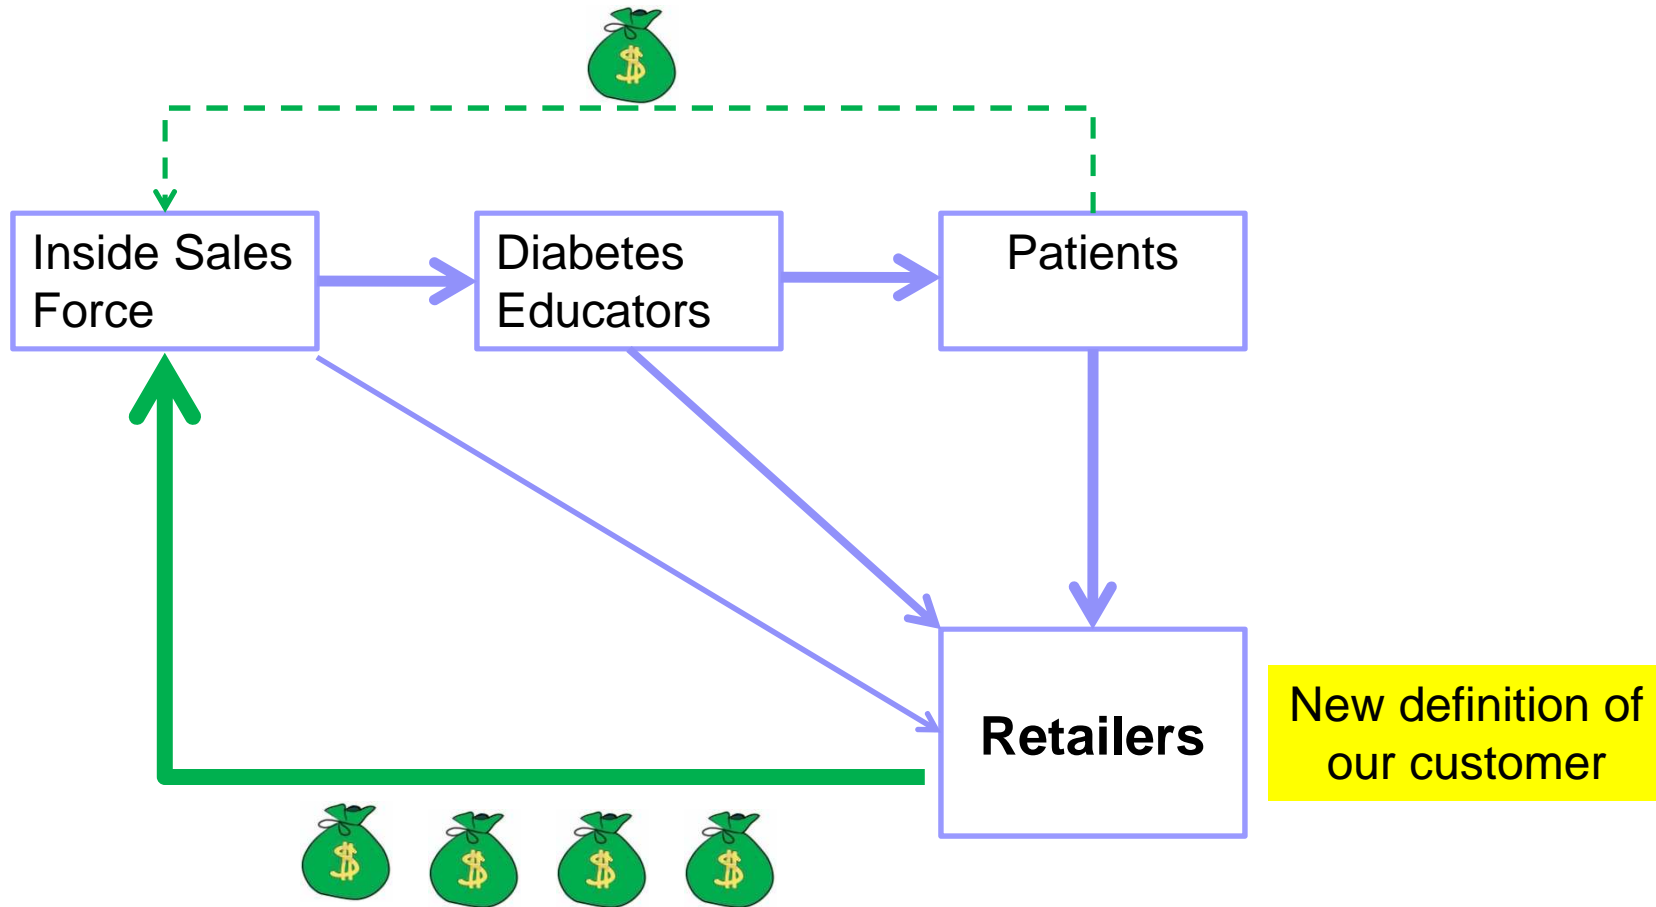 $
Inside Sales
Force
Diabetes
Educators
Patients
Retailers
New definition of
our customer
$
$
$
$